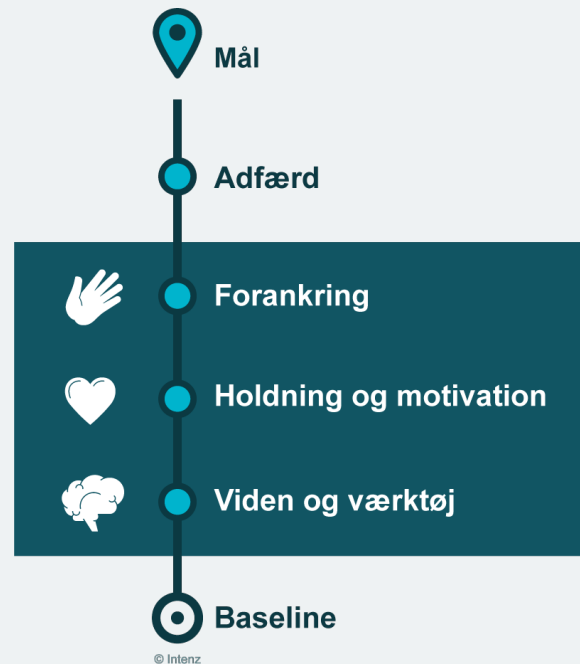 Mål
Adfærd
Forankring
Holdning og motivation
Viden og værktøj
Baseline
© Intenz